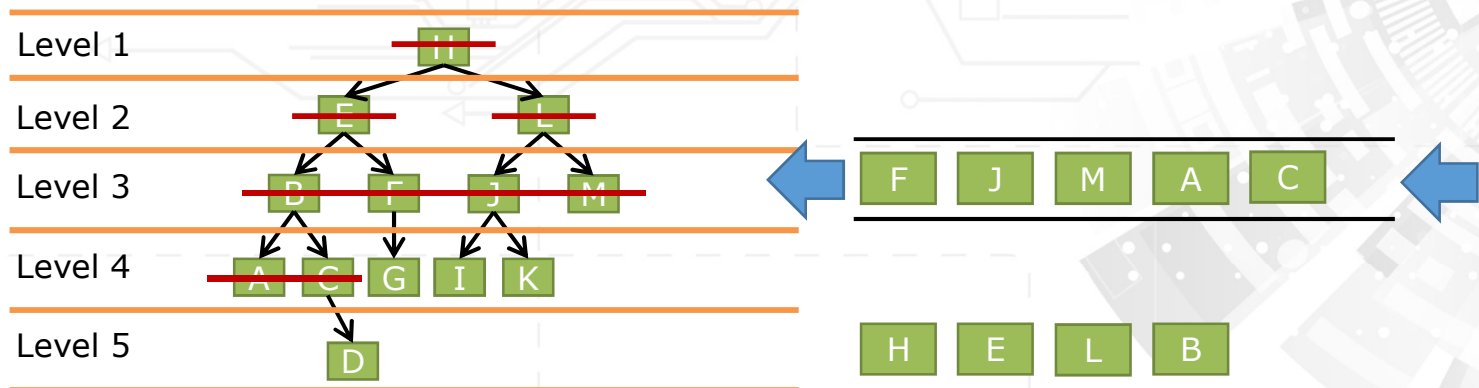 Level 1
H
Level 2
E L
Level 3
B F J M
F J M A C
Level 4
A C G I K
Level 5
D
H E L B